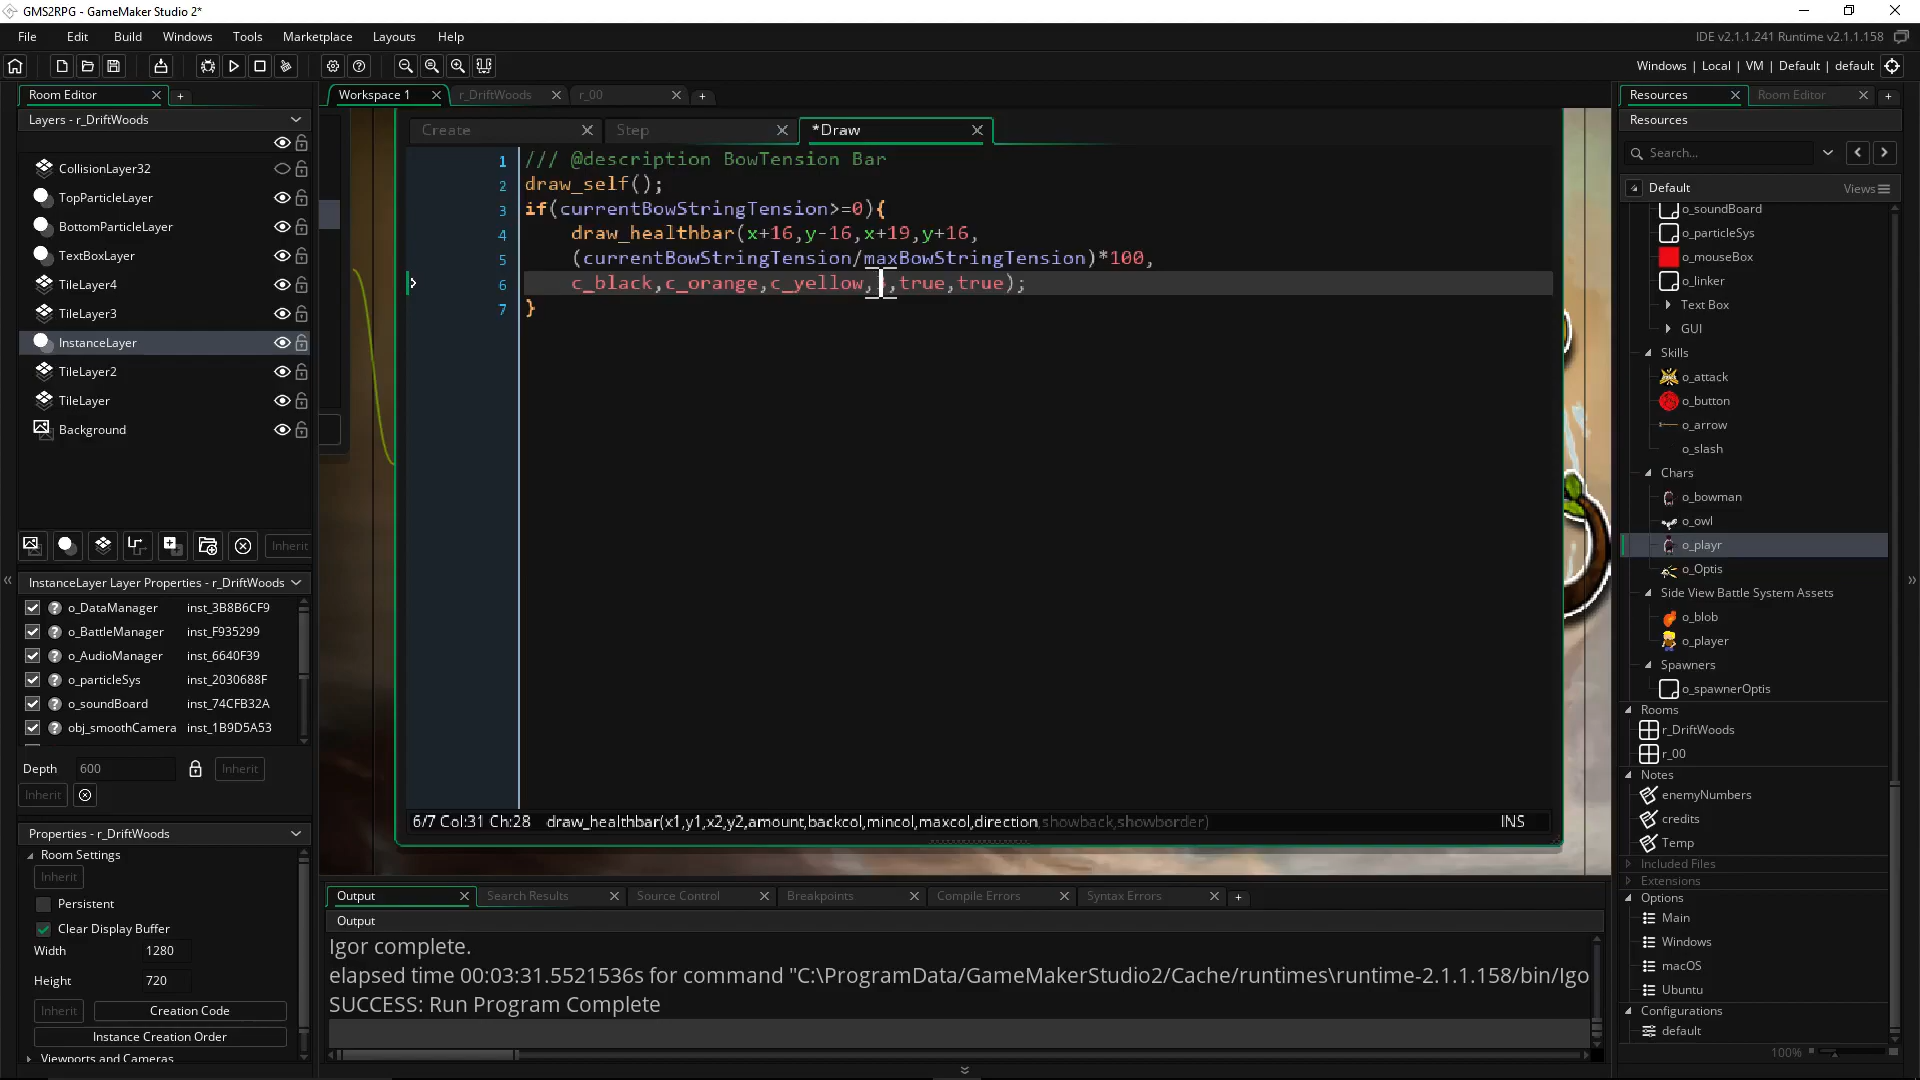 GMS2RPG - GameMaker Studio 2*
File Edit Build Windows Tools Marketplace Layouts Help
IDE v2.1.1.241 Runtime v2.1.1.158
Windows | Local | VM | Default | default
Room Editor
Layers - r_DriftWoods
CollisionLayer32
TopParticleLayer
BottomParticleLayer
TextBoxLayer
TileLayer4
TileLayer3
InstanceLayer
TileLayer2
TileLayer
Background
Inherit
InstanceLayer Layer Properties - r_DriftWoods
o_DataManager inst_3B8B6CF9
o_BattleManager inst_F935299
o_AudioManager inst_6640F39
o_particleSys inst_2030688F
o_soundBoard inst_74CFB32A
obj_smoothCamera inst_1B9D5A53
Depth 600 Inherit
Inherit
Properties - r_DriftWoods
Room Settings
Inherit
Persistent
Clear Display Buffer
Width 1280
Height 720
Inherit Creation Code
Instance Creation Order
Viewports and Cameras
Workspace 1 r_DriftWoods r_00
Create Step *Draw
1 /// @description BowTension Bar
2 draw_self();
3 if(currentBowStringTension>=0){
4 draw_healthbar(x+16,y-16,x+19,y+16,
5 (currentBowStringTension/maxBowStringTension)*100,
6 c_black,c_orange,c_yellow, ,true,true);
7 }
6/7 Col:31 Ch:28 draw_healthbar(x1,y1,x2,y2,amount,backcol,mincol,maxcol,direction,showback,showborder) INS
Output Search Results Source Control Breakpoints Compile Errors Syntax Errors
Output
Igor complete.
elapsed time 00:03:31.5521536s for command "C:\ProgramData/GameMakerStudio2/Cache/runtimes\runtime-2.1.1.158/bin/Igo
SUCCESS: Run Program Complete
Resources Room Editor
Resources
Search...
Default Views
o_soundBoard
o_particleSys
o_mouseBox
o_linker
Text Box
GUI
Skills
o_attack
o_button
o_arrow
o_slash
Chars
o_bowman
o_owl
o_playr
o_Optis
Side View Battle System Assets
o_blob
o_player
Spawners
o_spawnerOptis
Rooms
r_DriftWoods
r_00
Notes
enemyNumbers
credits
Temp
Included Files
Extensions
Options
Main
Windows
macOS
Ubuntu
Configurations
default
100%